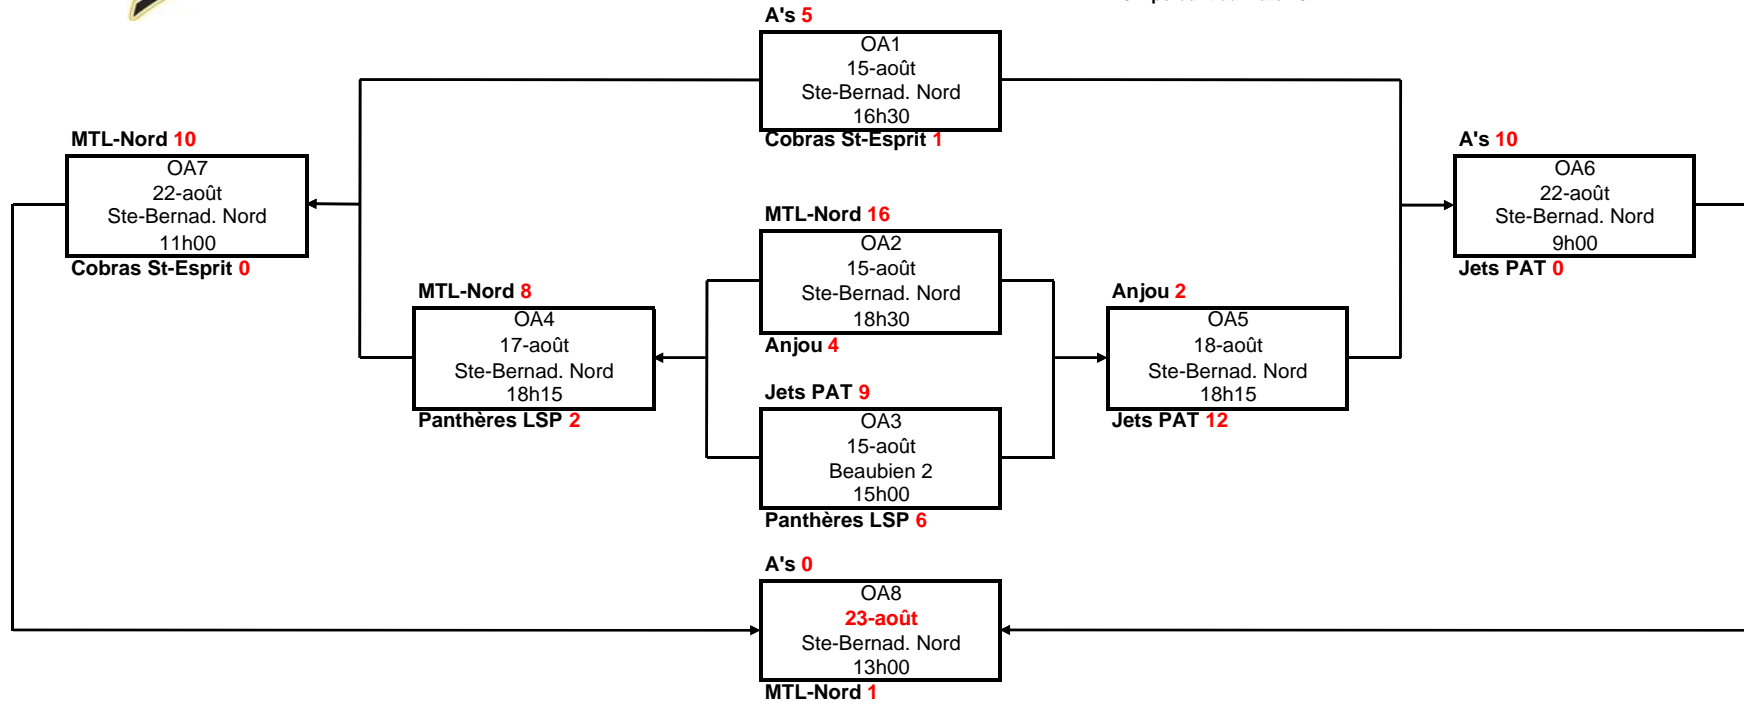 A's 5
OA1
15-août
Ste-Bernad. Nord
16h30
Cobras St-Esprit 1
MTL-Nord 10
OA7
22-août
Ste-Bernad. Nord
11h00
Cobras St-Esprit 0
A's 10
OA6
22-août
Ste-Bernad. Nord
9h00
Jets PAT 0
MTL-Nord 16
OA2
15-août
Ste-Bernad. Nord
18h30
Anjou 4
MTL-Nord 8
OA4
17-août
Ste-Bernad. Nord
18h15
Panthères LSP 2
Anjou 2
OA5
18-août
Ste-Bernad. Nord
18h15
Jets PAT 12
Jets PAT 9
OA3
15-août
Beaubien 2
15h00
Panthères LSP 6
A's 0
OA8
23-août
Ste-Bernad. Nord
13h00
MTL-Nord 1